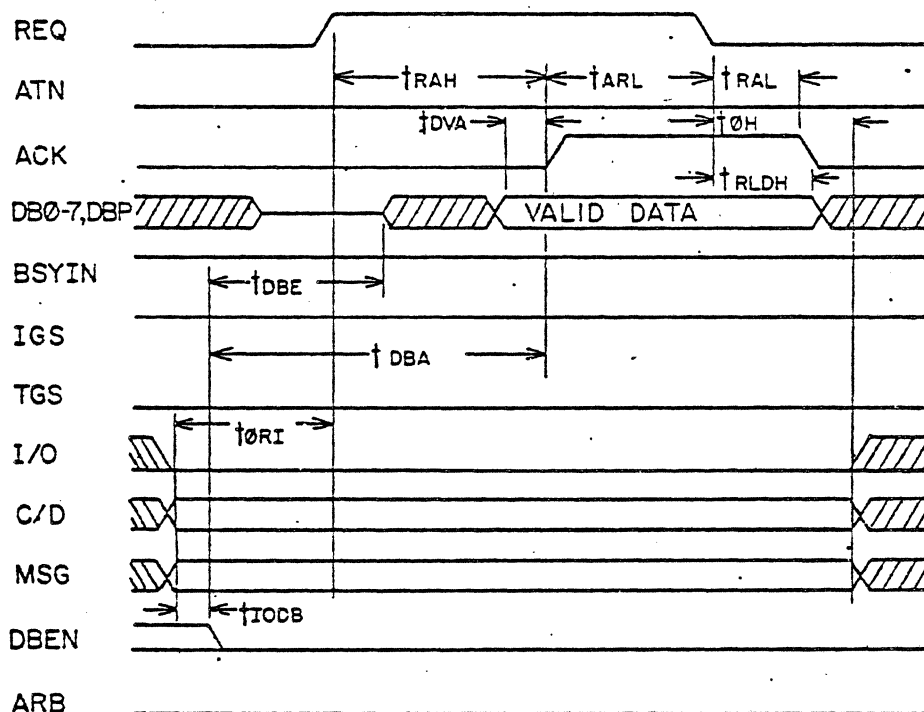 REQ
tRAH tARL tRAL
ATN
tDVA tØH
ACK
tRLDH
DBØ-7,DBP VALID DATA
BSYIN
tDBE
IGS
tDBA
TGS
tØRI
I/O
C/D
MSG
tIODB
DBEN
ARB